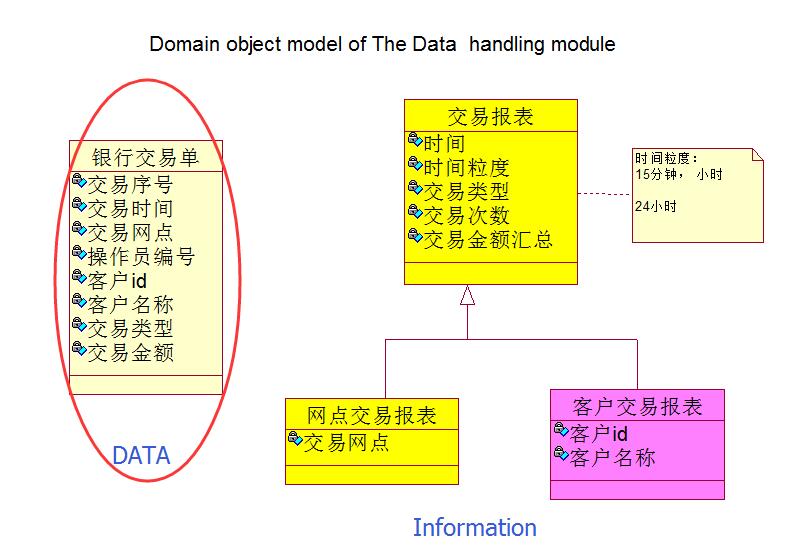 Domain object model of The Data  handling module
银行交易单
交易序号
交易时间
交易网点
操作员编号
客户id
客户名称
交易类型
交易金额
DATA
交易报表
时间
时间粒度
交易类型
交易次数
交易金额汇总
时间粒度：
15分钟， 小时
24小时
网点交易报表
交易网点
客户交易报表
客户id
客户名称
Information